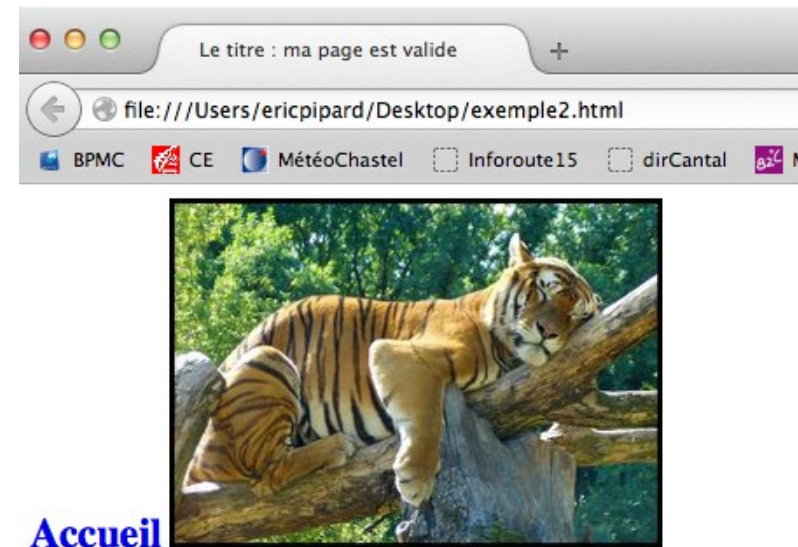 Le titre : ma page est valide
file:///Users/ericpipard/Desktop/exemple2.html
BPMC CE MétéoChastel Inforoute15 dirCantal
Accueil